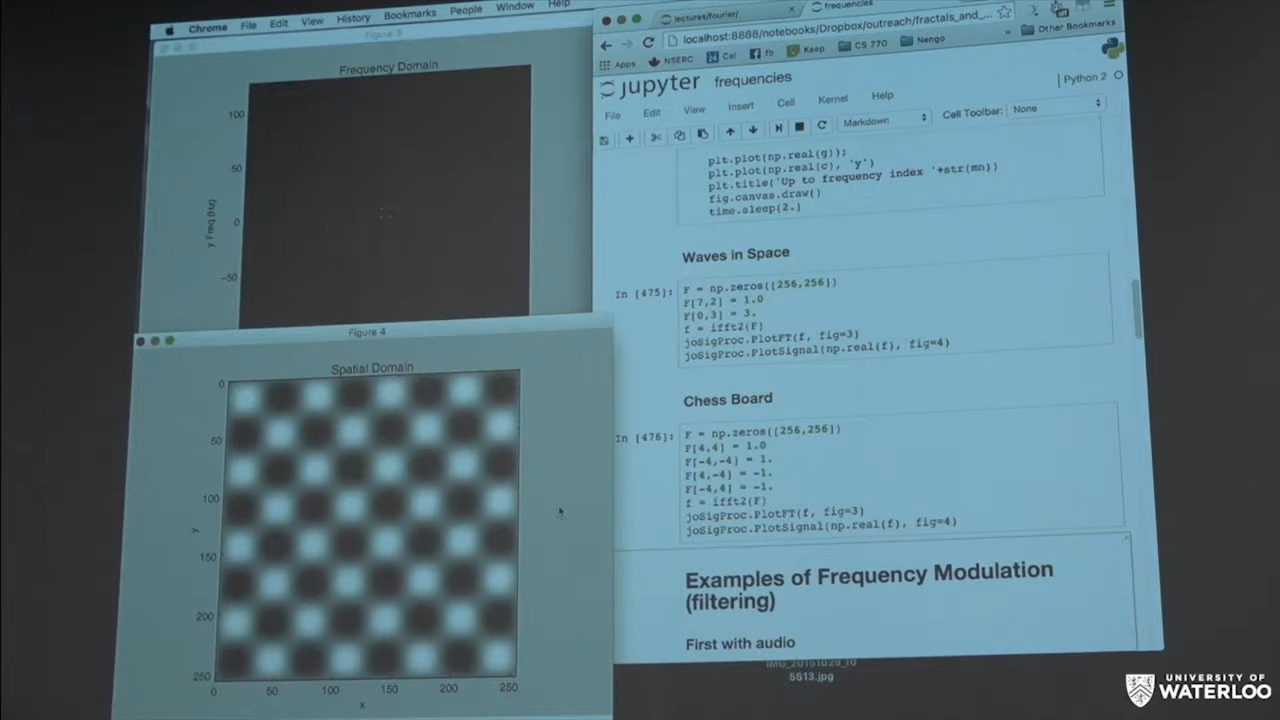 Chrome File Edit View History Bookmarks People Window Help
Figure 3
Frequency Domain
100
50
0
−50
y Freq (Hz)
Figure 4
Spatial Domain
0
50
100
150
200
250
y
0 50 100 150 200 250
x
lectures/fourier/ × frequencies
localhost:8888/notebooks/Dropbox/outreach/fractals_and_...
Apps NSERC Cal fb Keep CS 770 Nengo » Other Bookmarks
jupyter frequencies
Python 2
File Edit View Insert Cell Kernel Help
Markdown Cell Toolbar: None
plt.plot(np.real(g));
plt.plot(np.real(c), 'y')
plt.title('Up to frequency index '+str(mn))
fig.canvas.draw()
time.sleep(2.)
Waves in Space
In [475]: F = np.zeros([256,256])
F[7,2] = 1.0
F[0,3] = 3.
f = ifft2(F)
joSigProc.PlotFT(f, fig=3)
joSigProc.PlotSignal(np.real(f), fig=4)
Chess Board
In [476]: F = np.zeros([256,256])
F[4,4] = 1.0
F[-4,-4] = 1.
F[4,-4] = -1.
F[-4,4] = -1.
f = ifft2(F)
joSigProc.PlotFT(f, fig=3)
joSigProc.PlotSignal(np.real(f), fig=4)
Examples of Frequency Modulation
(filtering)
First with audio
IMG_20151029_10
5613.jpg
UNIVERSITY OF
WATERLOO